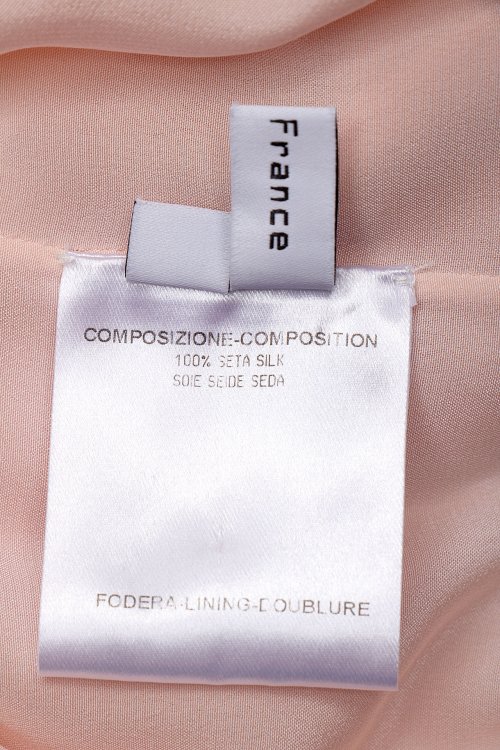 France
COMPOSIZIONE-COMPOSITION
100% SETA SILK
SOIE SEIDE SEDA
FODERA-LINING-DOUBLURE